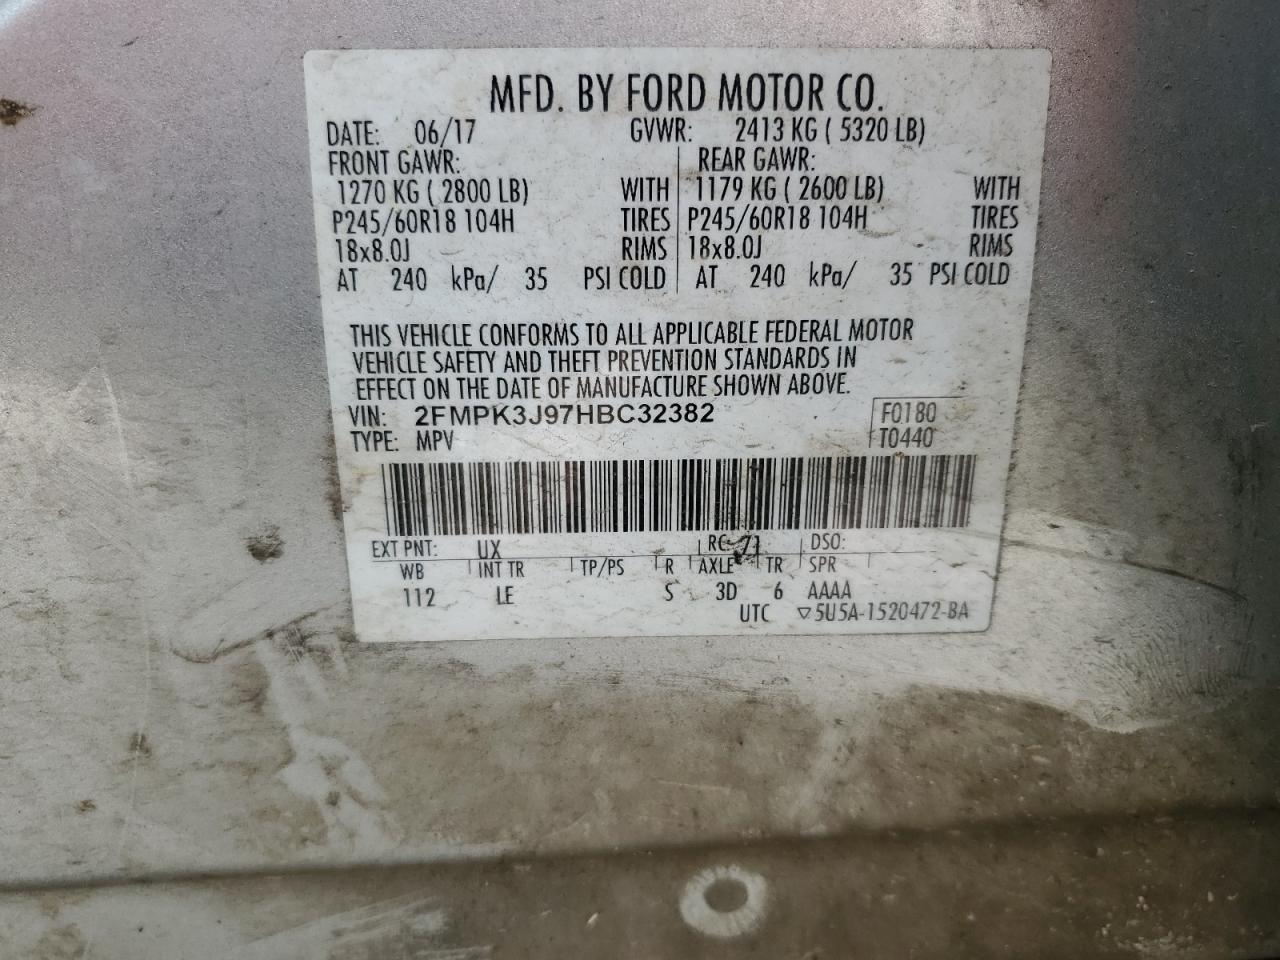 MFD. BY FORD MOTOR CO.
DATE: 06/17 GVWR: 2413 KG ( 5320 LB)
FRONT GAWR: REAR GAWR:
1270 KG ( 2800 LB) WITH 1179 KG ( 2600 LB) WITH
P245/60R18 104H TIRES P245/60R18 104H TIRES
18x8.0J RIMS 18x8.0J RIMS
AT 240 kPa/ 35 PSI COLD AT 240 kPa/ 35 PSI COLD
THIS VEHICLE CONFORMS TO ALL APPLICABLE FEDERAL MOTOR
VEHICLE SAFETY AND THEFT PREVENTION STANDARDS IN
EFFECT ON THE DATE OF MANUFACTURE SHOWN ABOVE.
VIN: 2FMPK3J97HBC32382 F0180
TYPE: MPV T0440
EXT PNT: UX RC: 71 DSO:
WB INT TR TP/PS R AXLE TR SPR
112 LE S 3D 6 AAAA
UTC ▽5U5A-1520472-BA